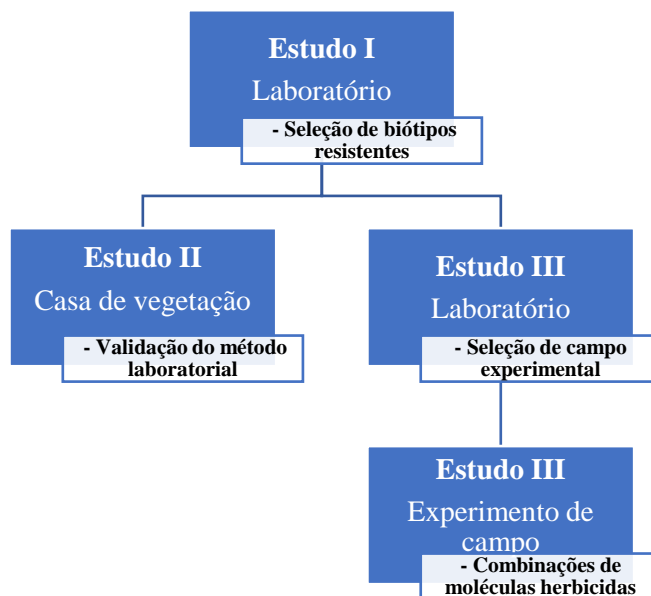 Estudo I
Laboratório
- Seleção de biótipos
resistentes
Estudo II
Casa de vegetação
- Validação do método
laboratorial
Estudo III
Laboratório
- Seleção de campo
experimental
Estudo III
Experimento de
campo
- Combinações de
moléculas herbicidas